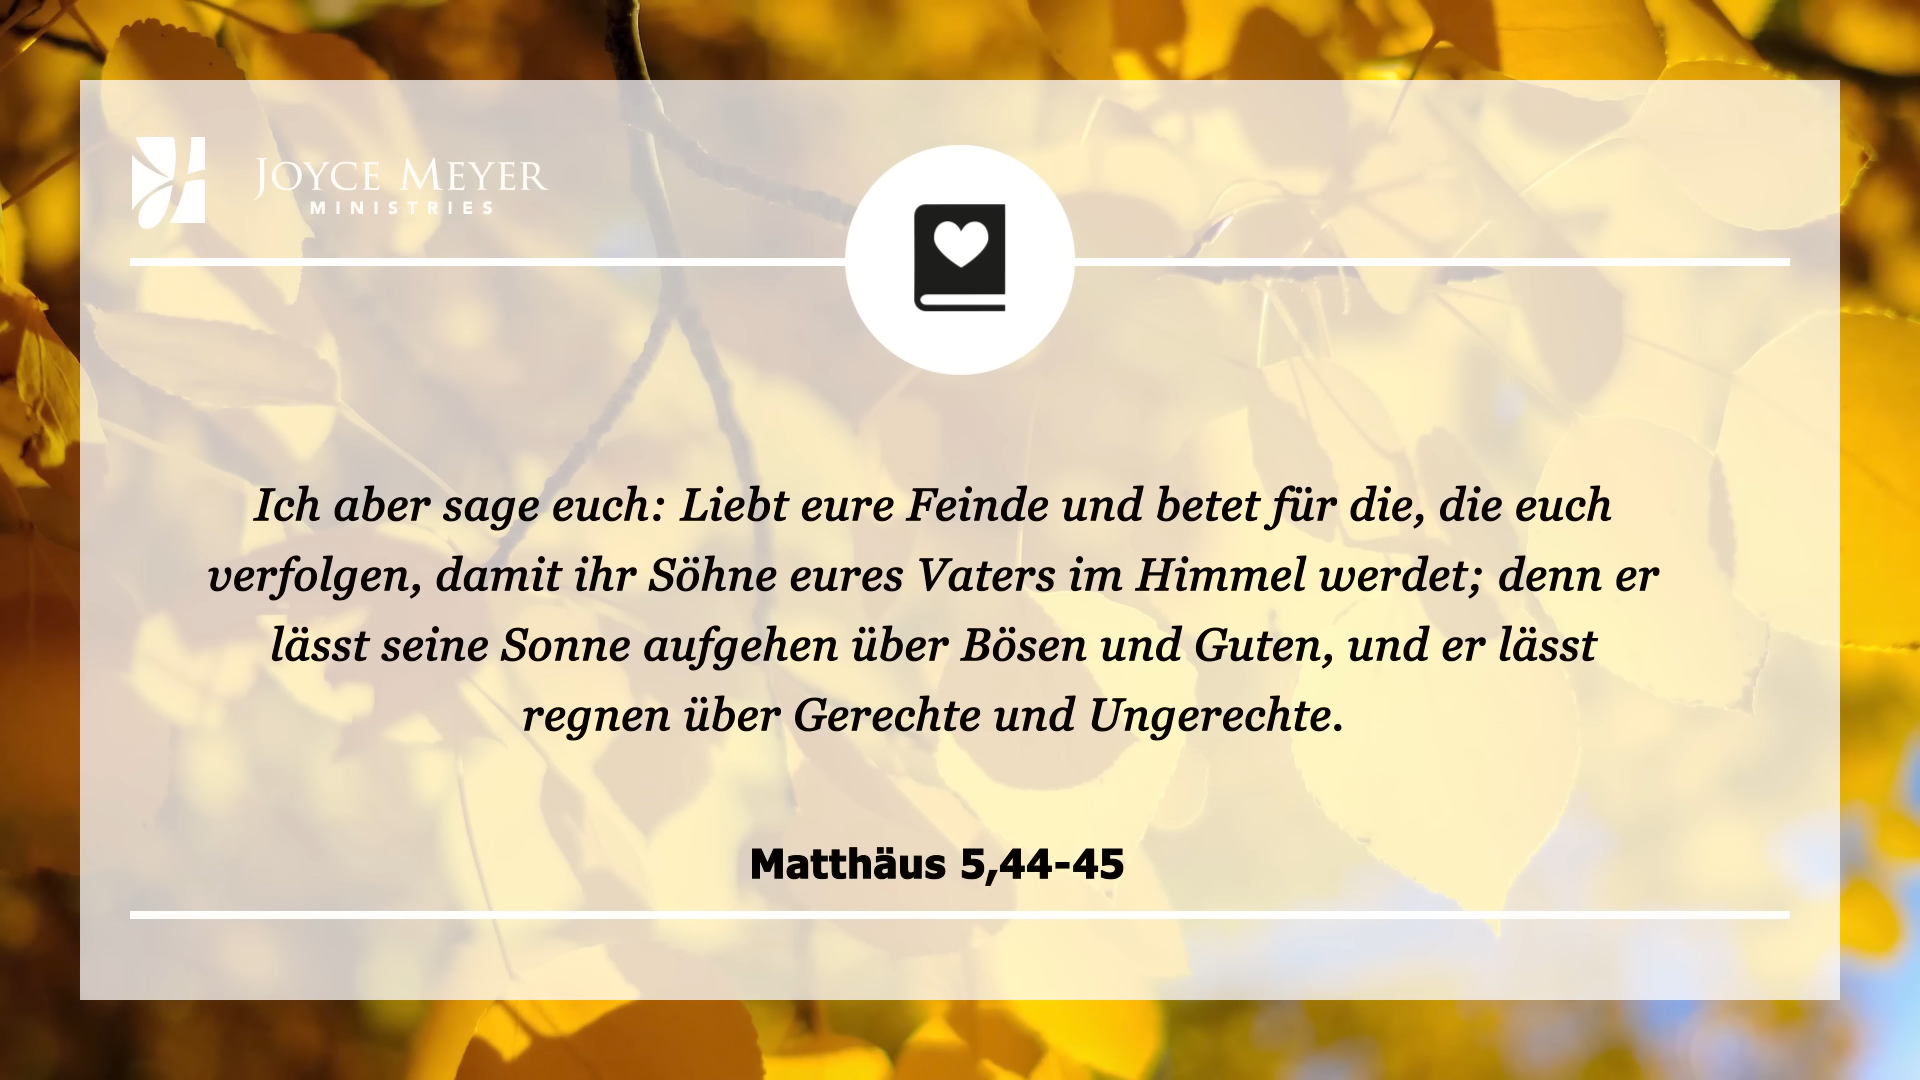 JOYCE MEYER
MINISTRIES
Ich aber sage euch: Liebt eure Feinde und betet für die, die euch
verfolgen, damit ihr Söhne eures Vaters im Himmel werdet; denn er
lässt seine Sonne aufgehen über Bösen und Guten, und er lässt
regnen über Gerechte und Ungerechte.
Matthäus 5,44-45